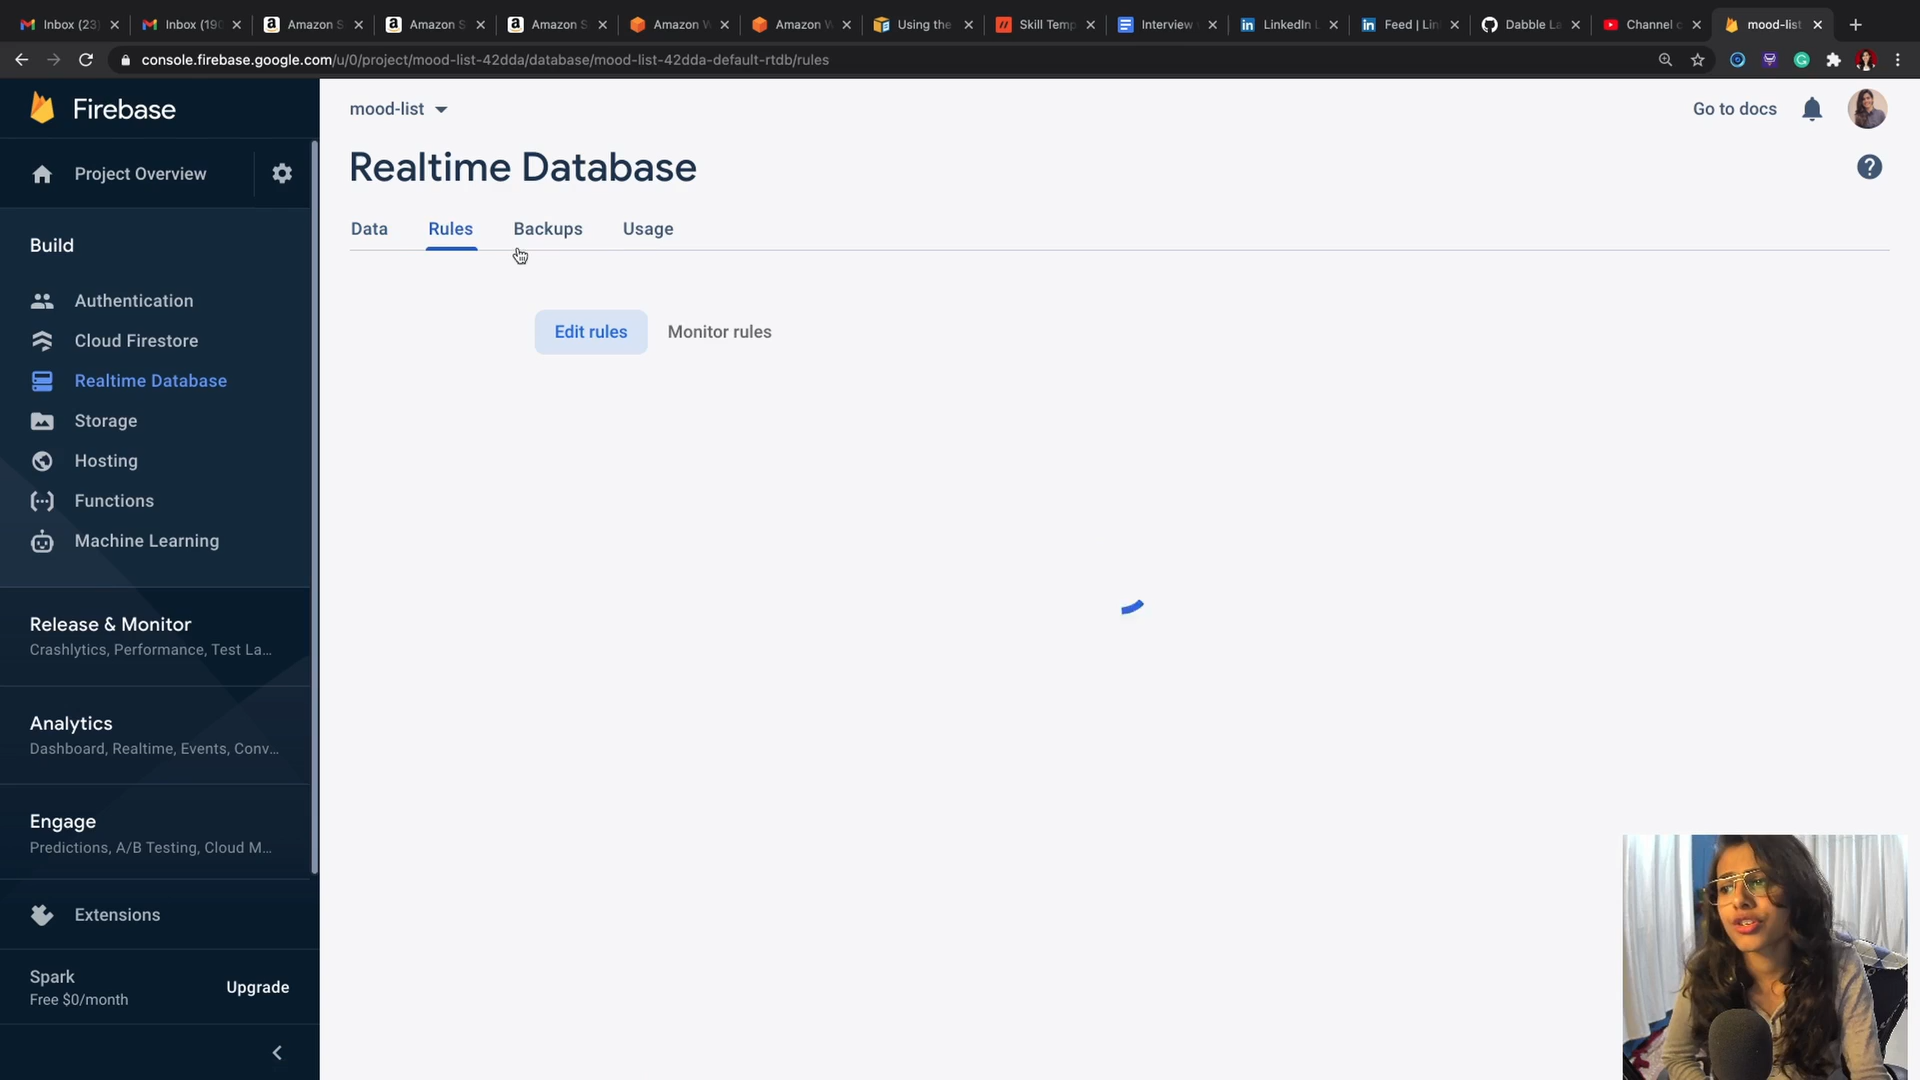 Inbox (23
Inbox (19
Amazon S
Amazon S
Amazon S
Amazon W
Amazon W
Using the
Skill Temp
Interview
LinkedIn L
Feed | Lin
Dabble La
Channel c
mood-list
console.firebase.google.com/u/0/project/mood-list-42dda/database/mood-list-42dda-default-rtdb/rules
Firebase
mood-list
Go to docs
Project Overview
Realtime Database
Data
Rules
Backups
Usage
Build
Authentication
Cloud Firestore
Realtime Database
Storage
Hosting
Functions
Machine Learning
Edit rules
Monitor rules
Release & Monitor
Crashlytics, Performance, Test La...
Analytics
Dashboard, Realtime, Events, Conv...
Engage
Predictions, A/B Testing, Cloud M...
Extensions
Spark
Free $0/month
Upgrade